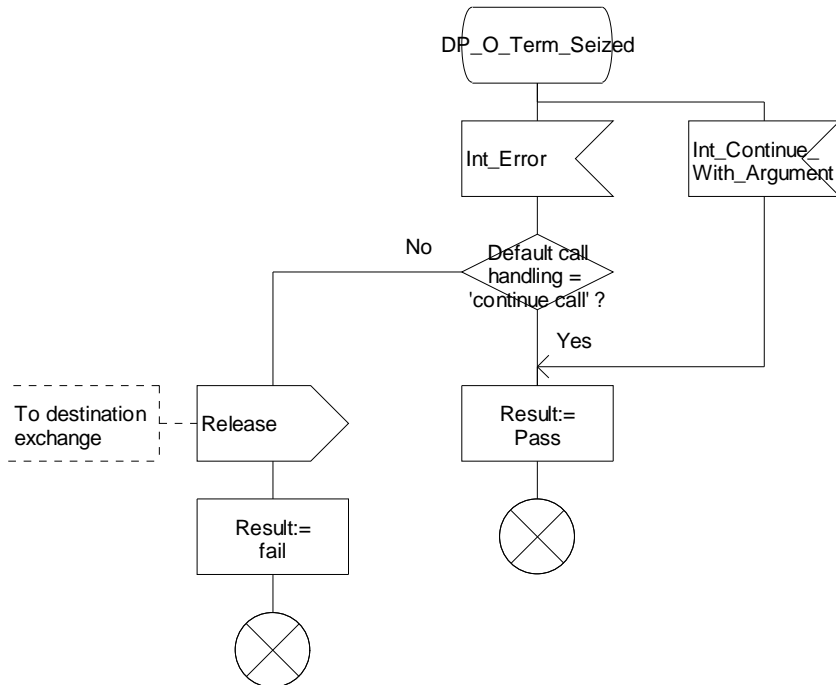 DP_O_Term_Seized
Int_Error
Int_Continue_
With_Argument
No
Default call
handling =
'continue call' ?
Yes
To destination
exchange
Release
Result:=
Pass
Result:=
fail